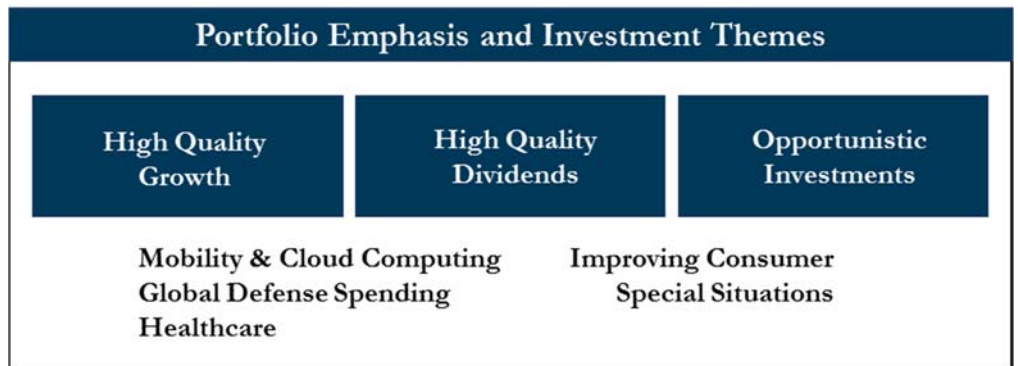 Portfolio Emphasis and Investment Themes
High Quality
Growth
High Quality
Dividends
Opportunistic
Investments
Mobility & Cloud Computing
Global Defense Spending
Healthcare
Improving Consumer
Special Situations